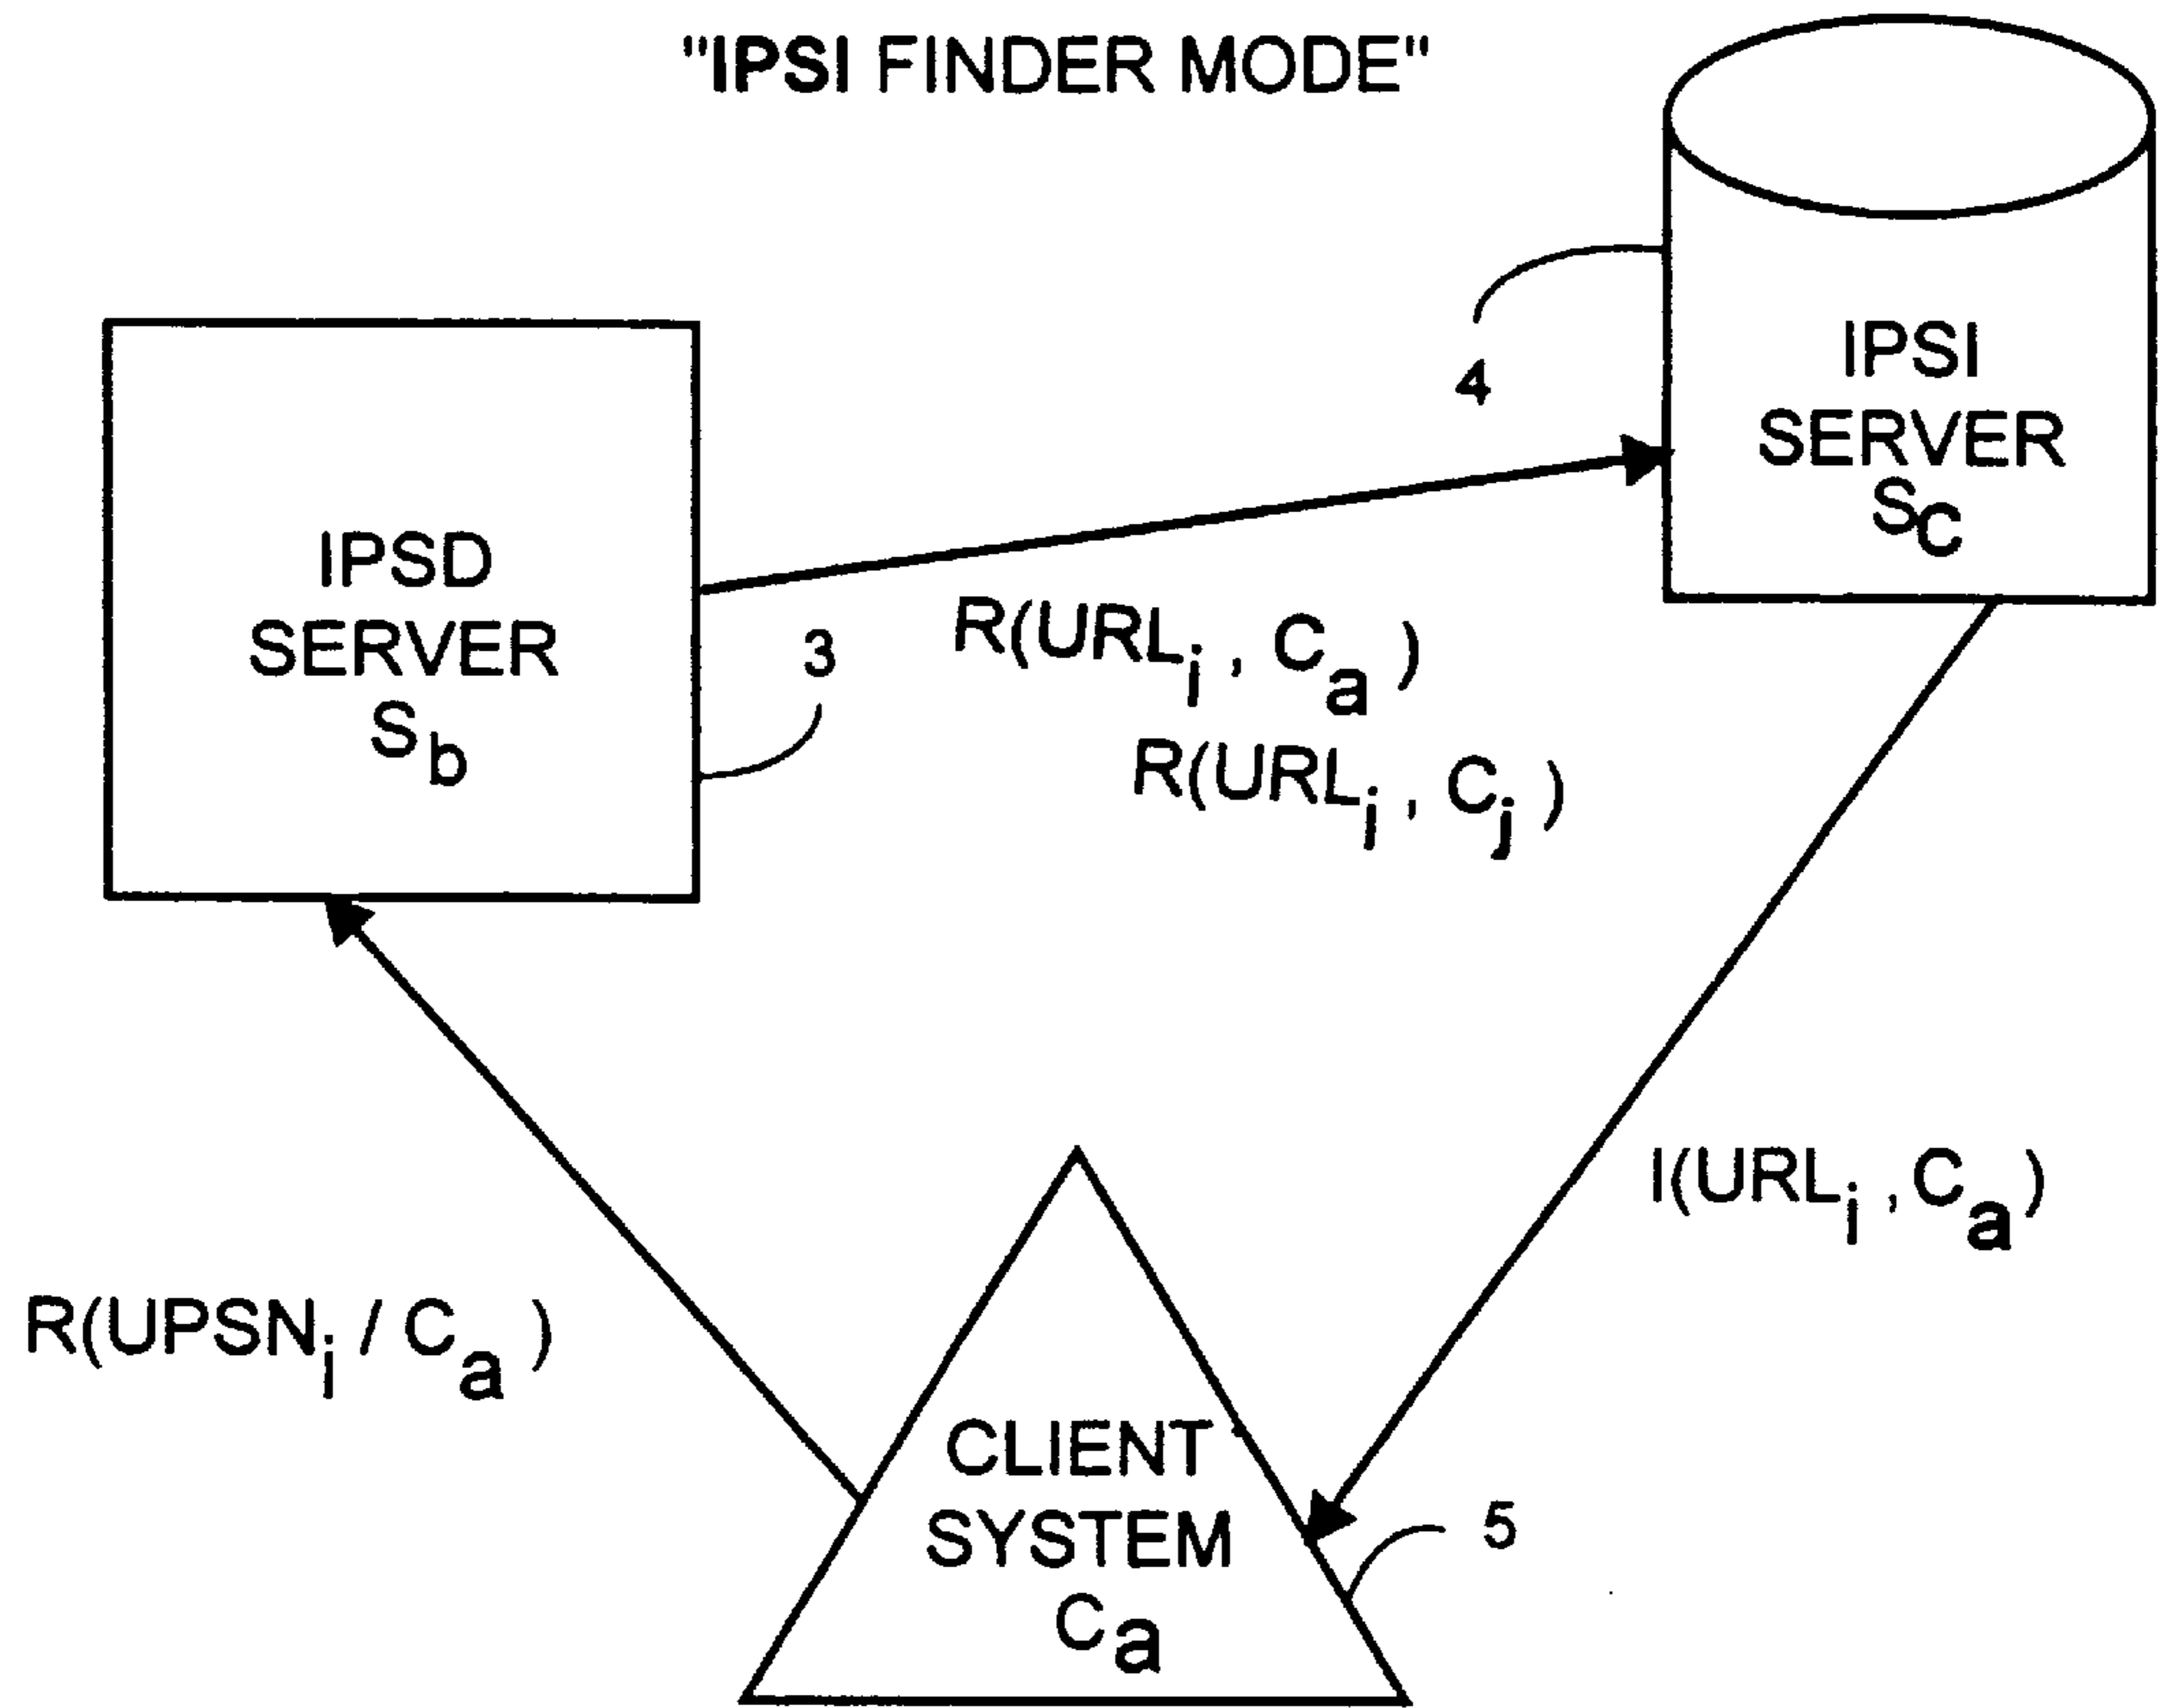 "IPSI FINDER MODE"
4
IPSI
SERVER
SC
IPSD
SERVER
Sb
3
R(URLi , Ca )
R(URLi , Cj )
I(URLi ,Ca)
R(UPSNi / Ca )
CLIENT
SYSTEM
Ca
5